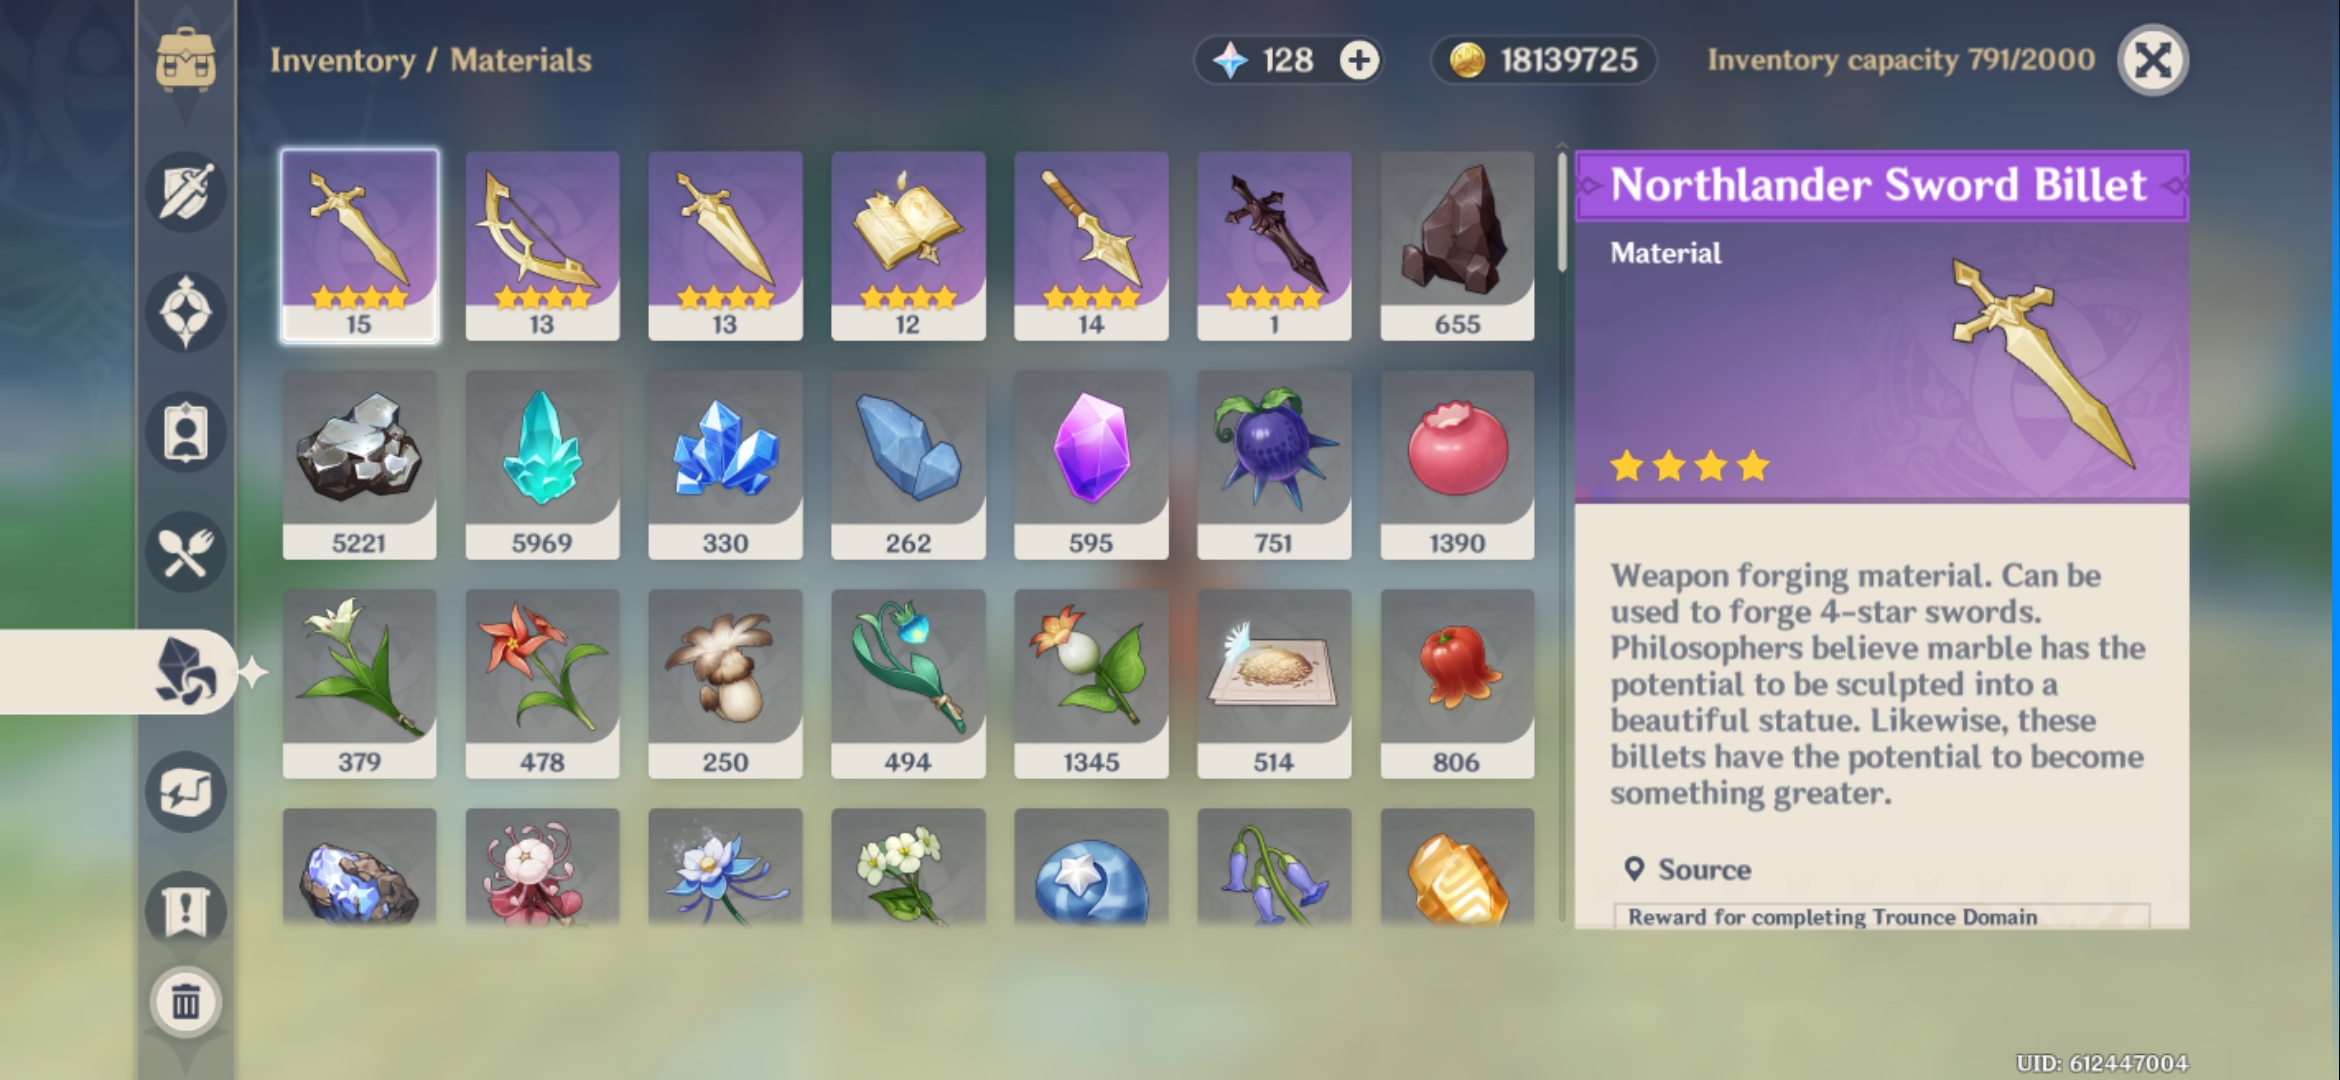 Inventory / Materials
128
18139725
Inventory capacity 791/2000
15
13
13
12
14
1
655
5221
5969
330
262
595
751
1390
379
478
250
494
1345
514
806
Northlander Sword Billet
Material
Weapon forging material. Can be
used to forge 4-star swords.
Philosophers believe marble has the
potential to be sculpted into a
beautiful statue. Likewise, these
billets have the potential to become
something greater.
Source
Reward for completing Trounce Domain
UID: 612447004